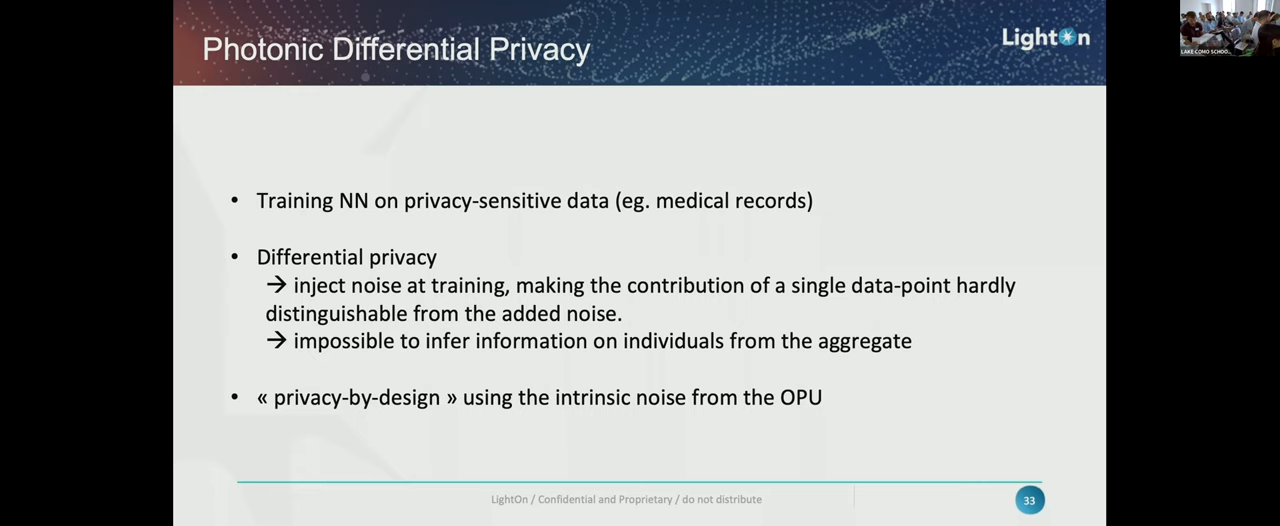 Photonic Differential Privacy
LightOn
LAKE COMO SCHOO...
• Training NN on privacy-sensitive data (eg. medical records)
• Differential privacy
→ inject noise at training, making the contribution of a single data-point hardly
distinguishable from the added noise.
→ impossible to infer information on individuals from the aggregate
• « privacy-by-design » using the intrinsic noise from the OPU
LightOn / Confidential and Proprietary / do not distribute
33